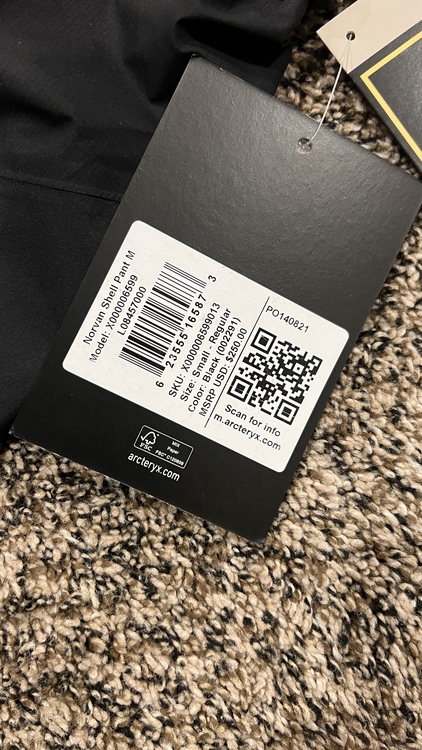 Norvan Shell Pant M
Model: X000006599
L08457000
6 23555 16587 3
SKU: X000006599013
Size: Small - Regular
Color: Black (002291)
MSRP USD: $250.00
PO140821
Scan for info
m.arcteryx.com
FSC
MIX
Paper
arcteryx.com